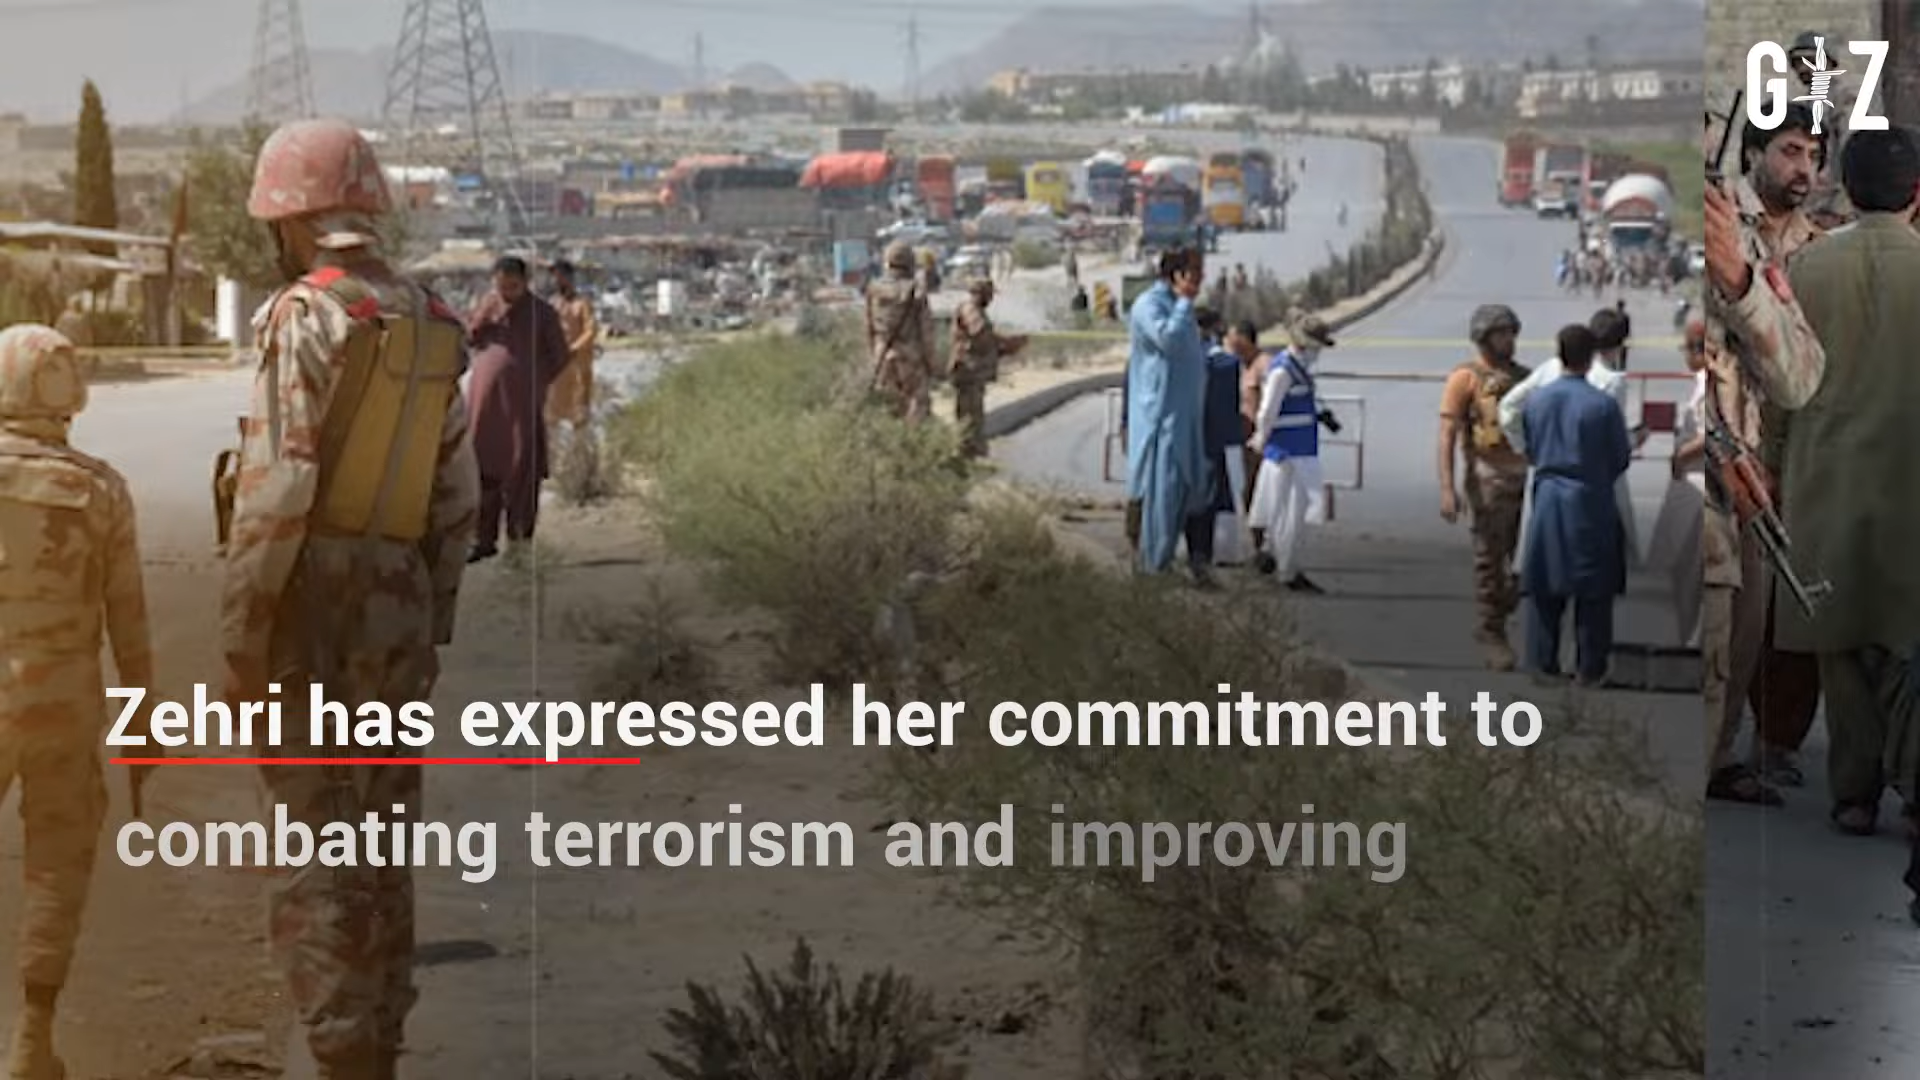 G Z
Zehri has expressed her commitment to
combating terrorism and improving